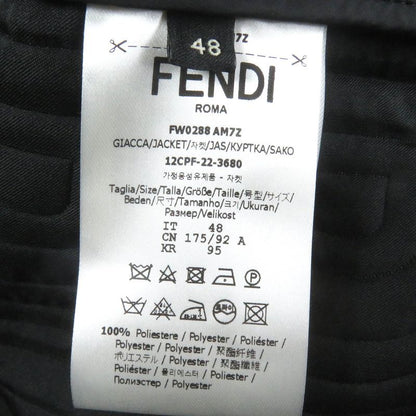 48
7Z
FENDI
ROMA
FW0288 AM7Z
GIACCA/JACKET/자켓/JAS/КУРТКА/SAKO
12CPF-22-3680
가정용섬유제품 - 자켓
Taglia/Size/Talla/Größe/Taille/号型/サイズ/
Beden/尺寸/Tamanho/크기/Ukuran/
Размер/Velikost
IT 48
CN 175/92 A
KR 95
100% Poliestere / Polyester / Poliéster /
Polyester / Polyester / 聚酯纤维 /
ポリエステル / Polyester / 聚酯纖維 /
Poliéster / 폴리에스터 / Poliester /
Полиэстер / Polyester